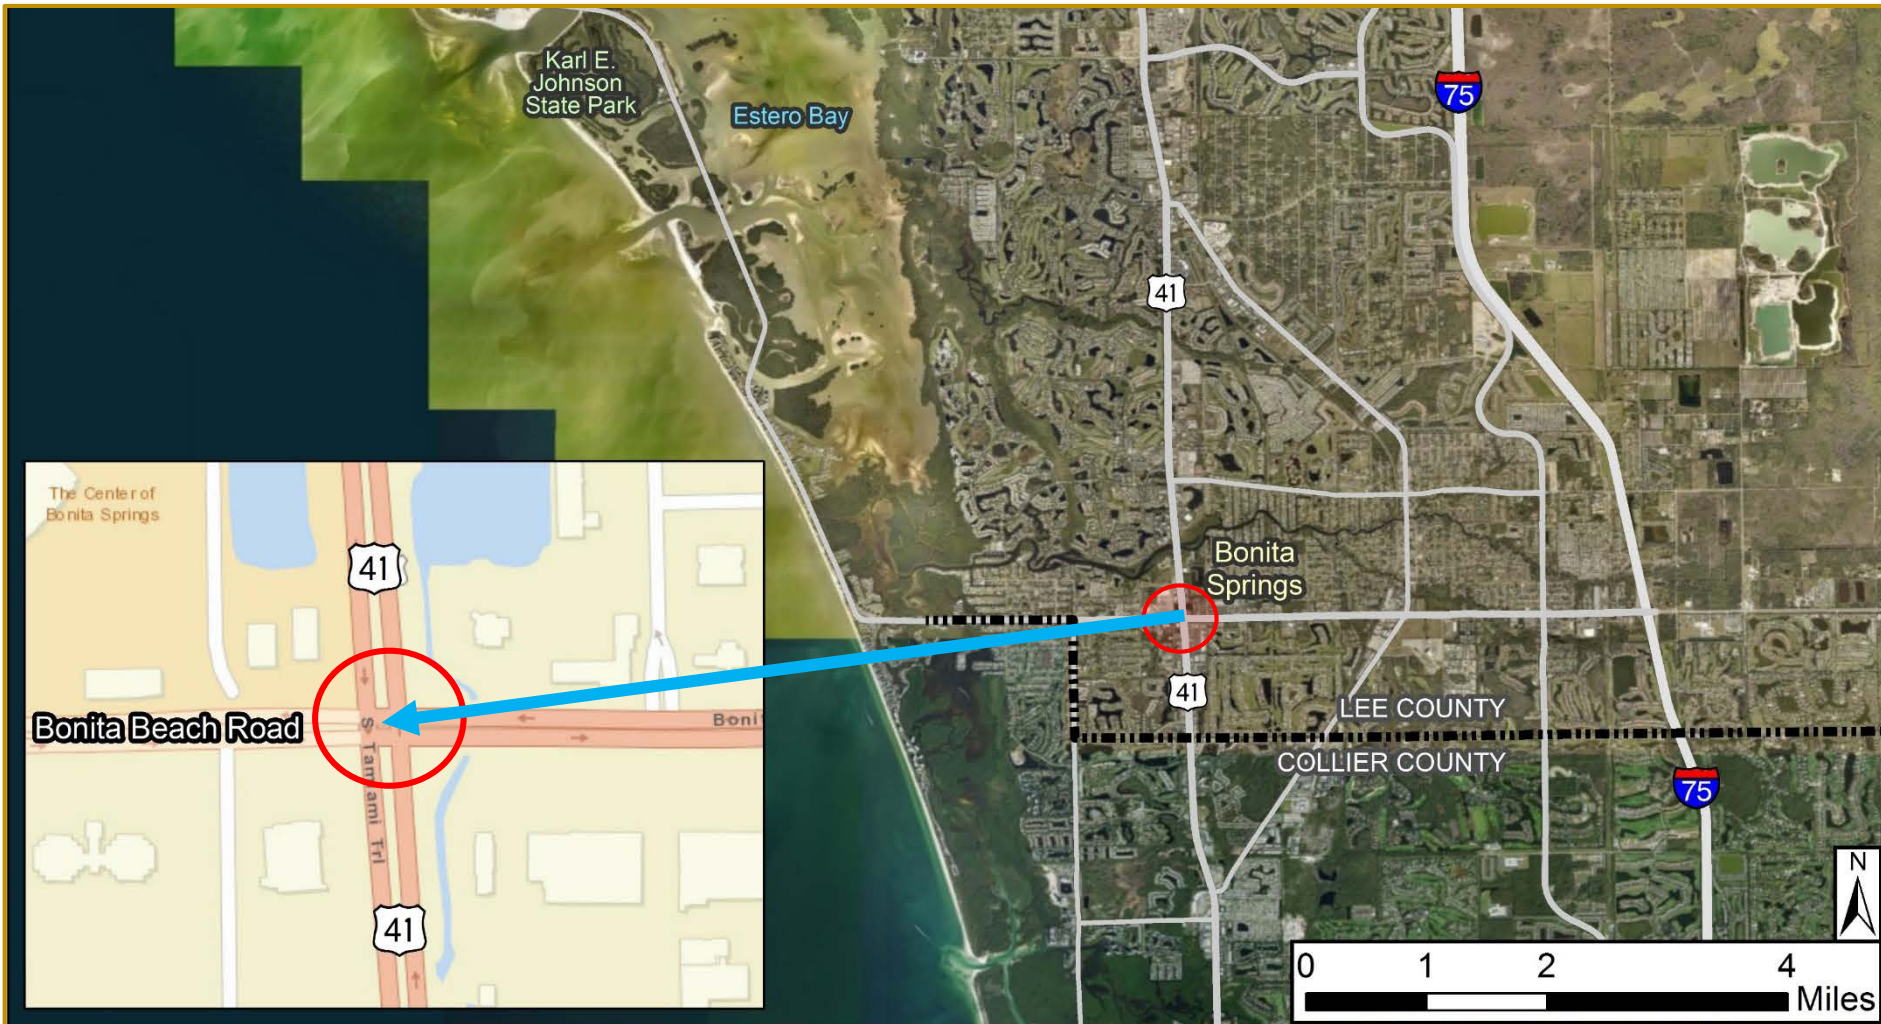 Karl E.
Johnson
State Park
Estero Bay
75
41
Bonita
Springs
41
LEE COUNTY
COLLIER COUNTY
75
The Center of
Bonita Springs
41
Bonita Beach Road
S Tamiami Trl
Bonit
41
N
0 1 2 4
Miles